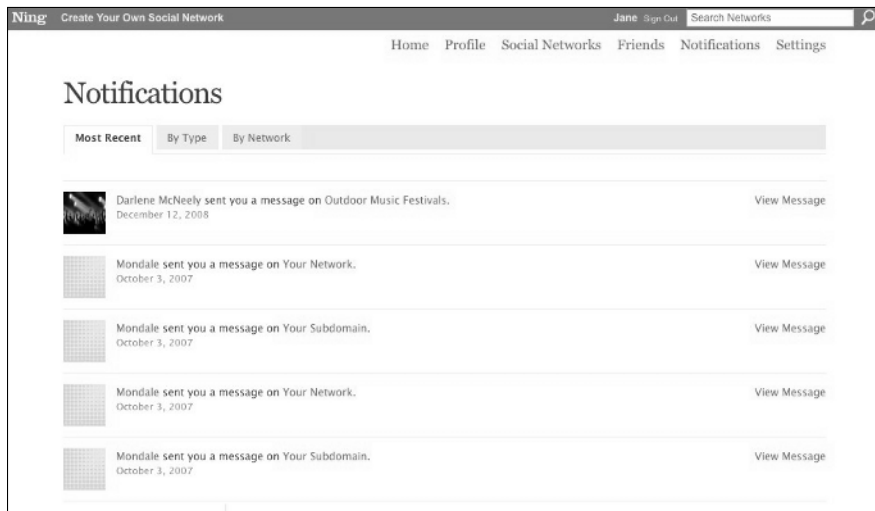 Ning Create Your Own Social Network Jane Sign Out Search Networks
Home Profile Social Networks Friends Notifications Settings
Notifications
Most Recent By Type By Network
Darlene McNeely sent you a message on Outdoor Music Festivals. View Message
December 12, 2008
Mondale sent you a message on Your Network. View Message
October 3, 2007
Mondale sent you a message on Your Subdomain. View Message
October 3, 2007
Mondale sent you a message on Your Network. View Message
October 3, 2007
Mondale sent you a message on Your Subdomain. View Message
October 3, 2007